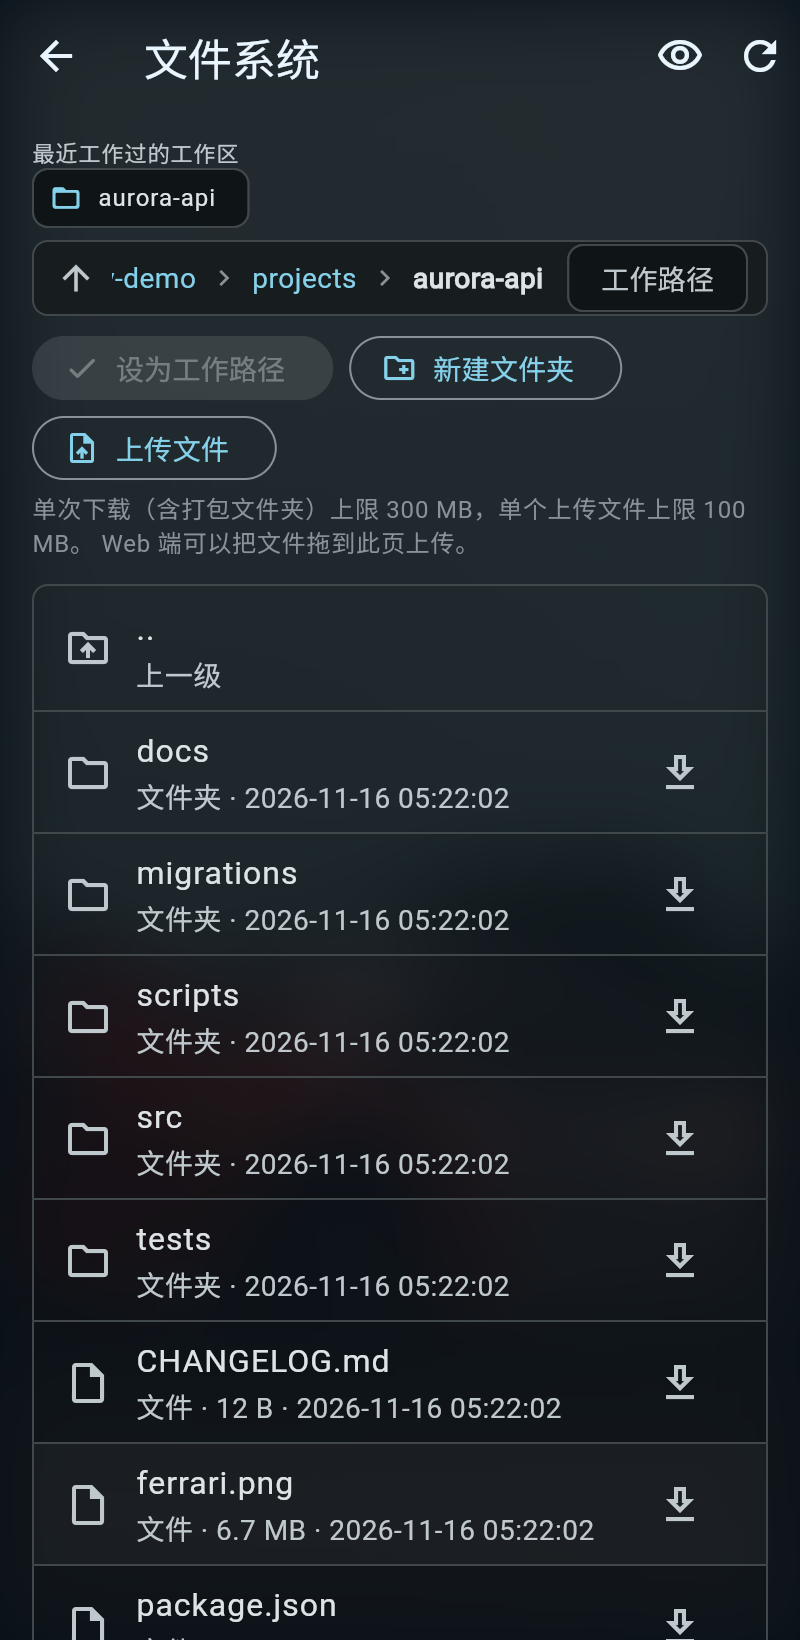 文件系统
最近工作过的工作区
aurora-api
-demo › projects › aurora-api 工作路径
设为工作路径 新建文件夹
上传文件
单次下载（含打包文件夹）上限 300 MB，单个上传文件上限 100
MB。 Web 端可以把文件拖到此页上传。
..
上一级
docs
文件夹 · 2026-11-16 05:22:02
migrations
文件夹 · 2026-11-16 05:22:02
scripts
文件夹 · 2026-11-16 05:22:02
src
文件夹 · 2026-11-16 05:22:02
tests
文件夹 · 2026-11-16 05:22:02
CHANGELOG.md
文件 · 12 B · 2026-11-16 05:22:02
ferrari.png
文件 · 6.7 MB · 2026-11-16 05:22:02
package.json